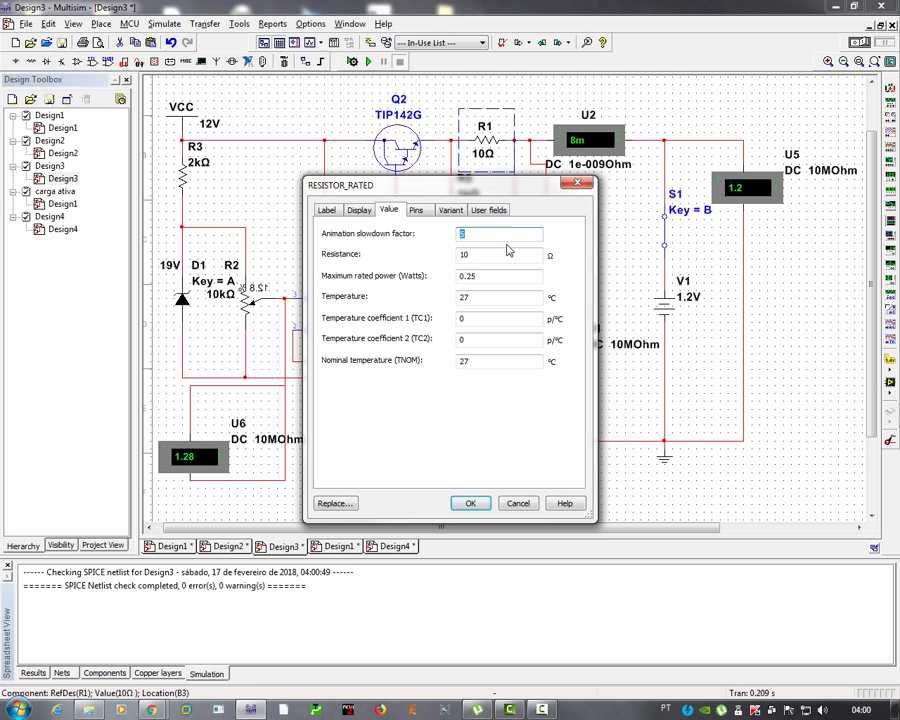 Design3 - Multisim - [Design3 *]
File Edit View Place MCU Simulate Transfer Tools Reports Options Window Help
--- In-Use List ---
Design Toolbox
Design1
Design1
Design2
Design2
Design3
Design3
carga ativa
Design1
Design4
Design4
Hierarchy Visibility Project View
VCC
12V
R3
2kΩ
Q2
TIP142G
R1
10Ω
U2
8m
DC 1e-009Ohm
U5
DC 10MOhm
1.2
S1
Key = B
V1
1.2V
19V
D1
Key = A
R2
10kΩ
12.8 %
3
2
DC 10MOhm
U6
DC 10MOhm
1.28
RESISTOR_RATED
Label Display Value Pins Variant User fields
Animation slowdown factor: 5
Resistance: 10 Ω
Maximum rated power (Watts): 0.25
Temperature: 27 °C
Temperature coefficient 1 (TC1): 0 p/°C
Temperature coefficient 2 (TC2): 0 p/°C
Nominal temperature (TNOM): 27 °C
Replace... OK Cancel Help
Design1 * Design2 * Design3 * Design1 * Design4 *
------ Checking SPICE netlist for Design3 - sábado, 17 de fevereiro de 2018, 04:00:49 ------
======= SPICE Netlist check completed, 0 error(s), 0 warning(s) =======
Spreadsheet View
Results Nets Components Copper layers Simulation
Component: RefDes(R1); Value(10Ω ); Location(B3)
-
Tran: 0.209 s
PT
04:00